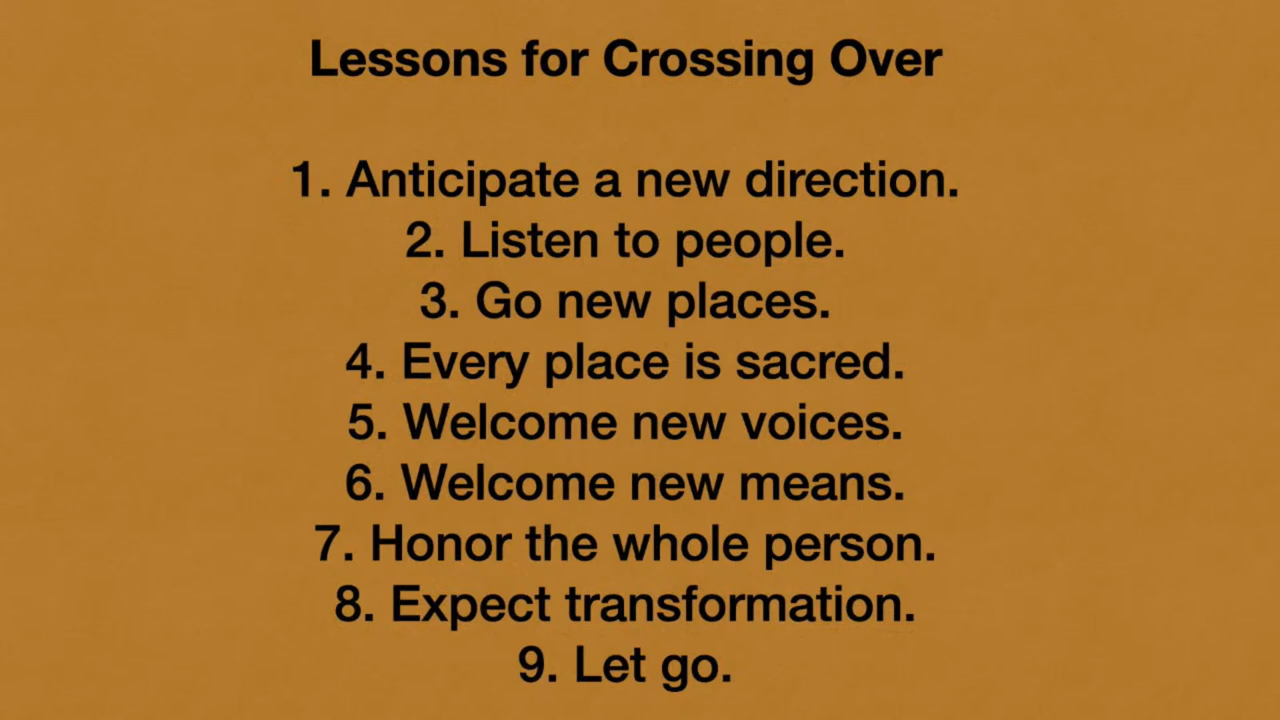 Lessons for Crossing Over
1. Anticipate a new direction.
2. Listen to people.
3. Go new places.
4. Every place is sacred.
5. Welcome new voices.
6. Welcome new means.
7. Honor the whole person.
8. Expect transformation.
9. Let go.